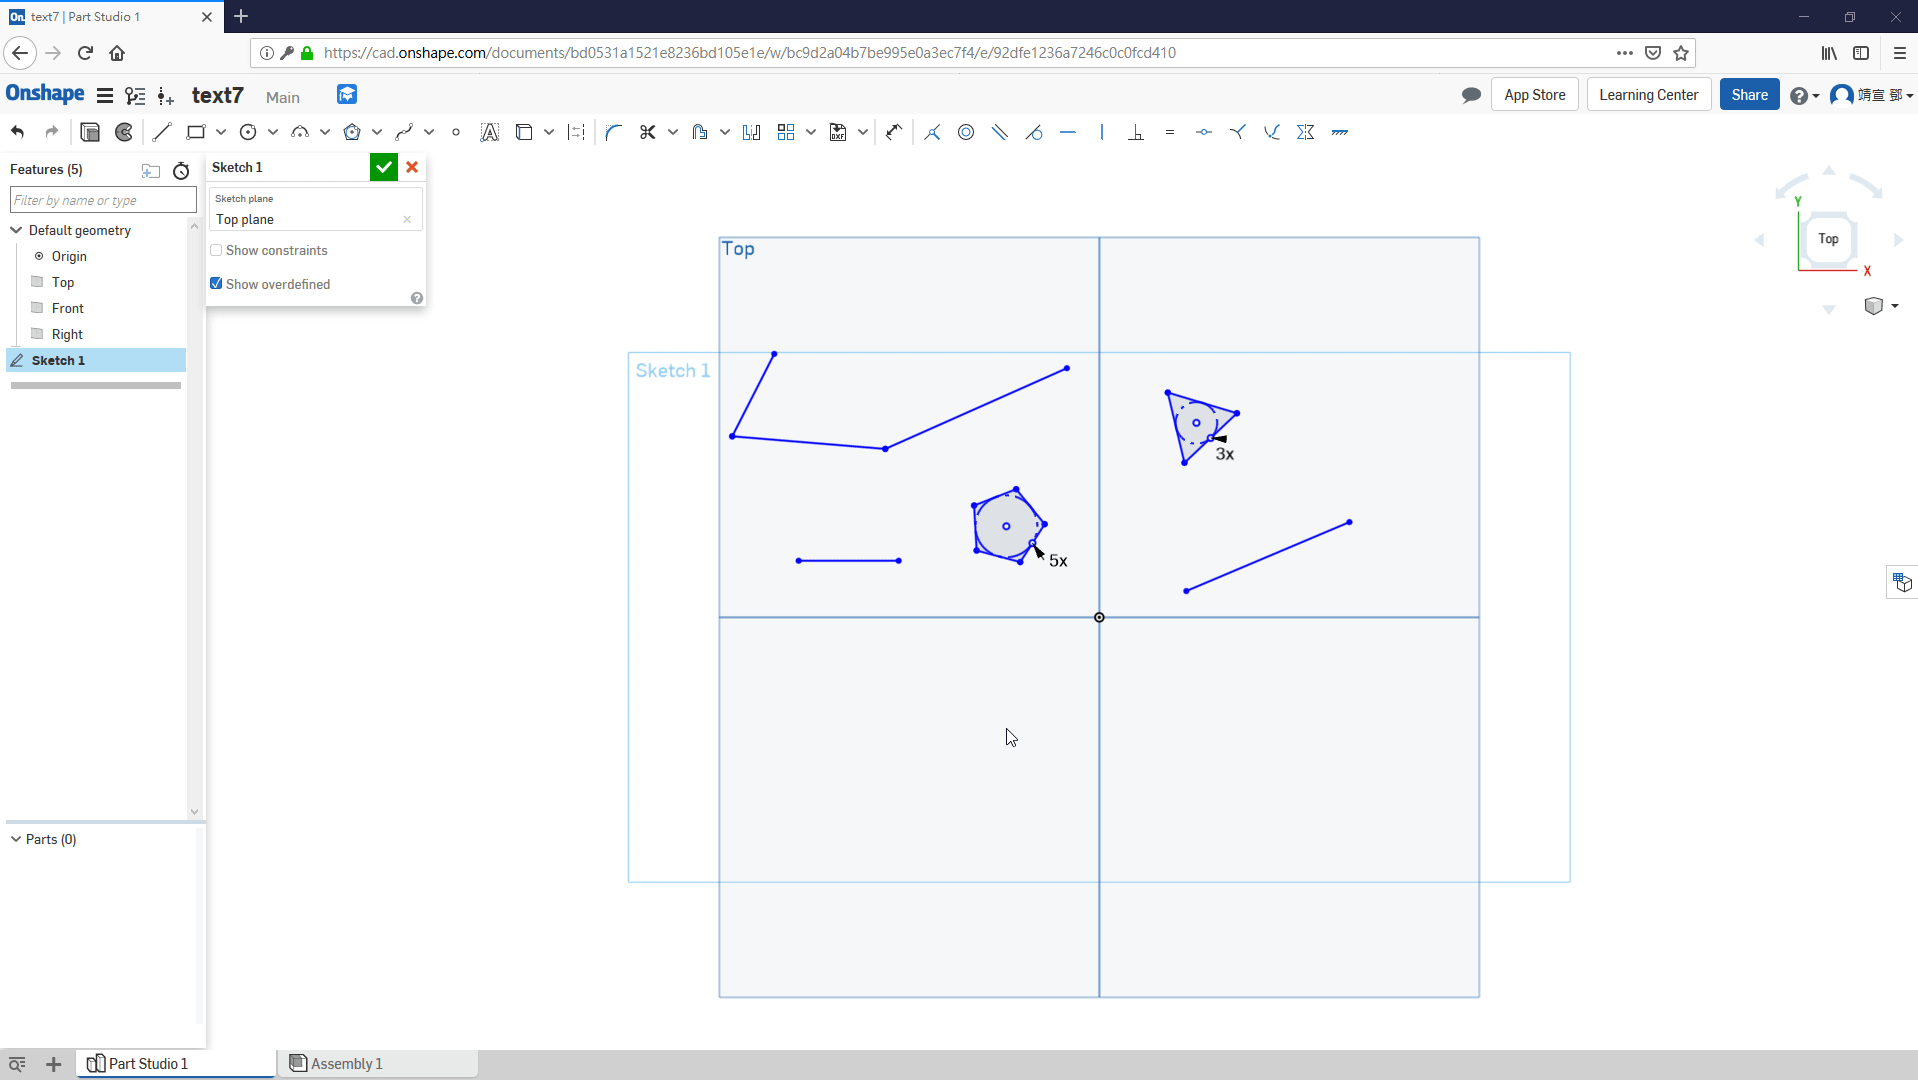 text7 | Part Studio 1
https://cad.onshape.com/documents/bd0531a1521e8236bd105e1e/w/bc9d2a04b7be995e0a3ec7f4/e/92dfe1236a7246c0c0fcd410
Onshape text7 Main App Store Learning Center Share 靖宣 鄧
Features (5)
Filter by name or type
Default geometry
Origin
Top
Front
Right
Sketch 1
Sketch 1
Sketch plane
Top plane
Show constraints
Show overdefined
Top
Sketch 1
3x
5x
Y
Top
X
Parts (0)
Part Studio 1
Assembly 1